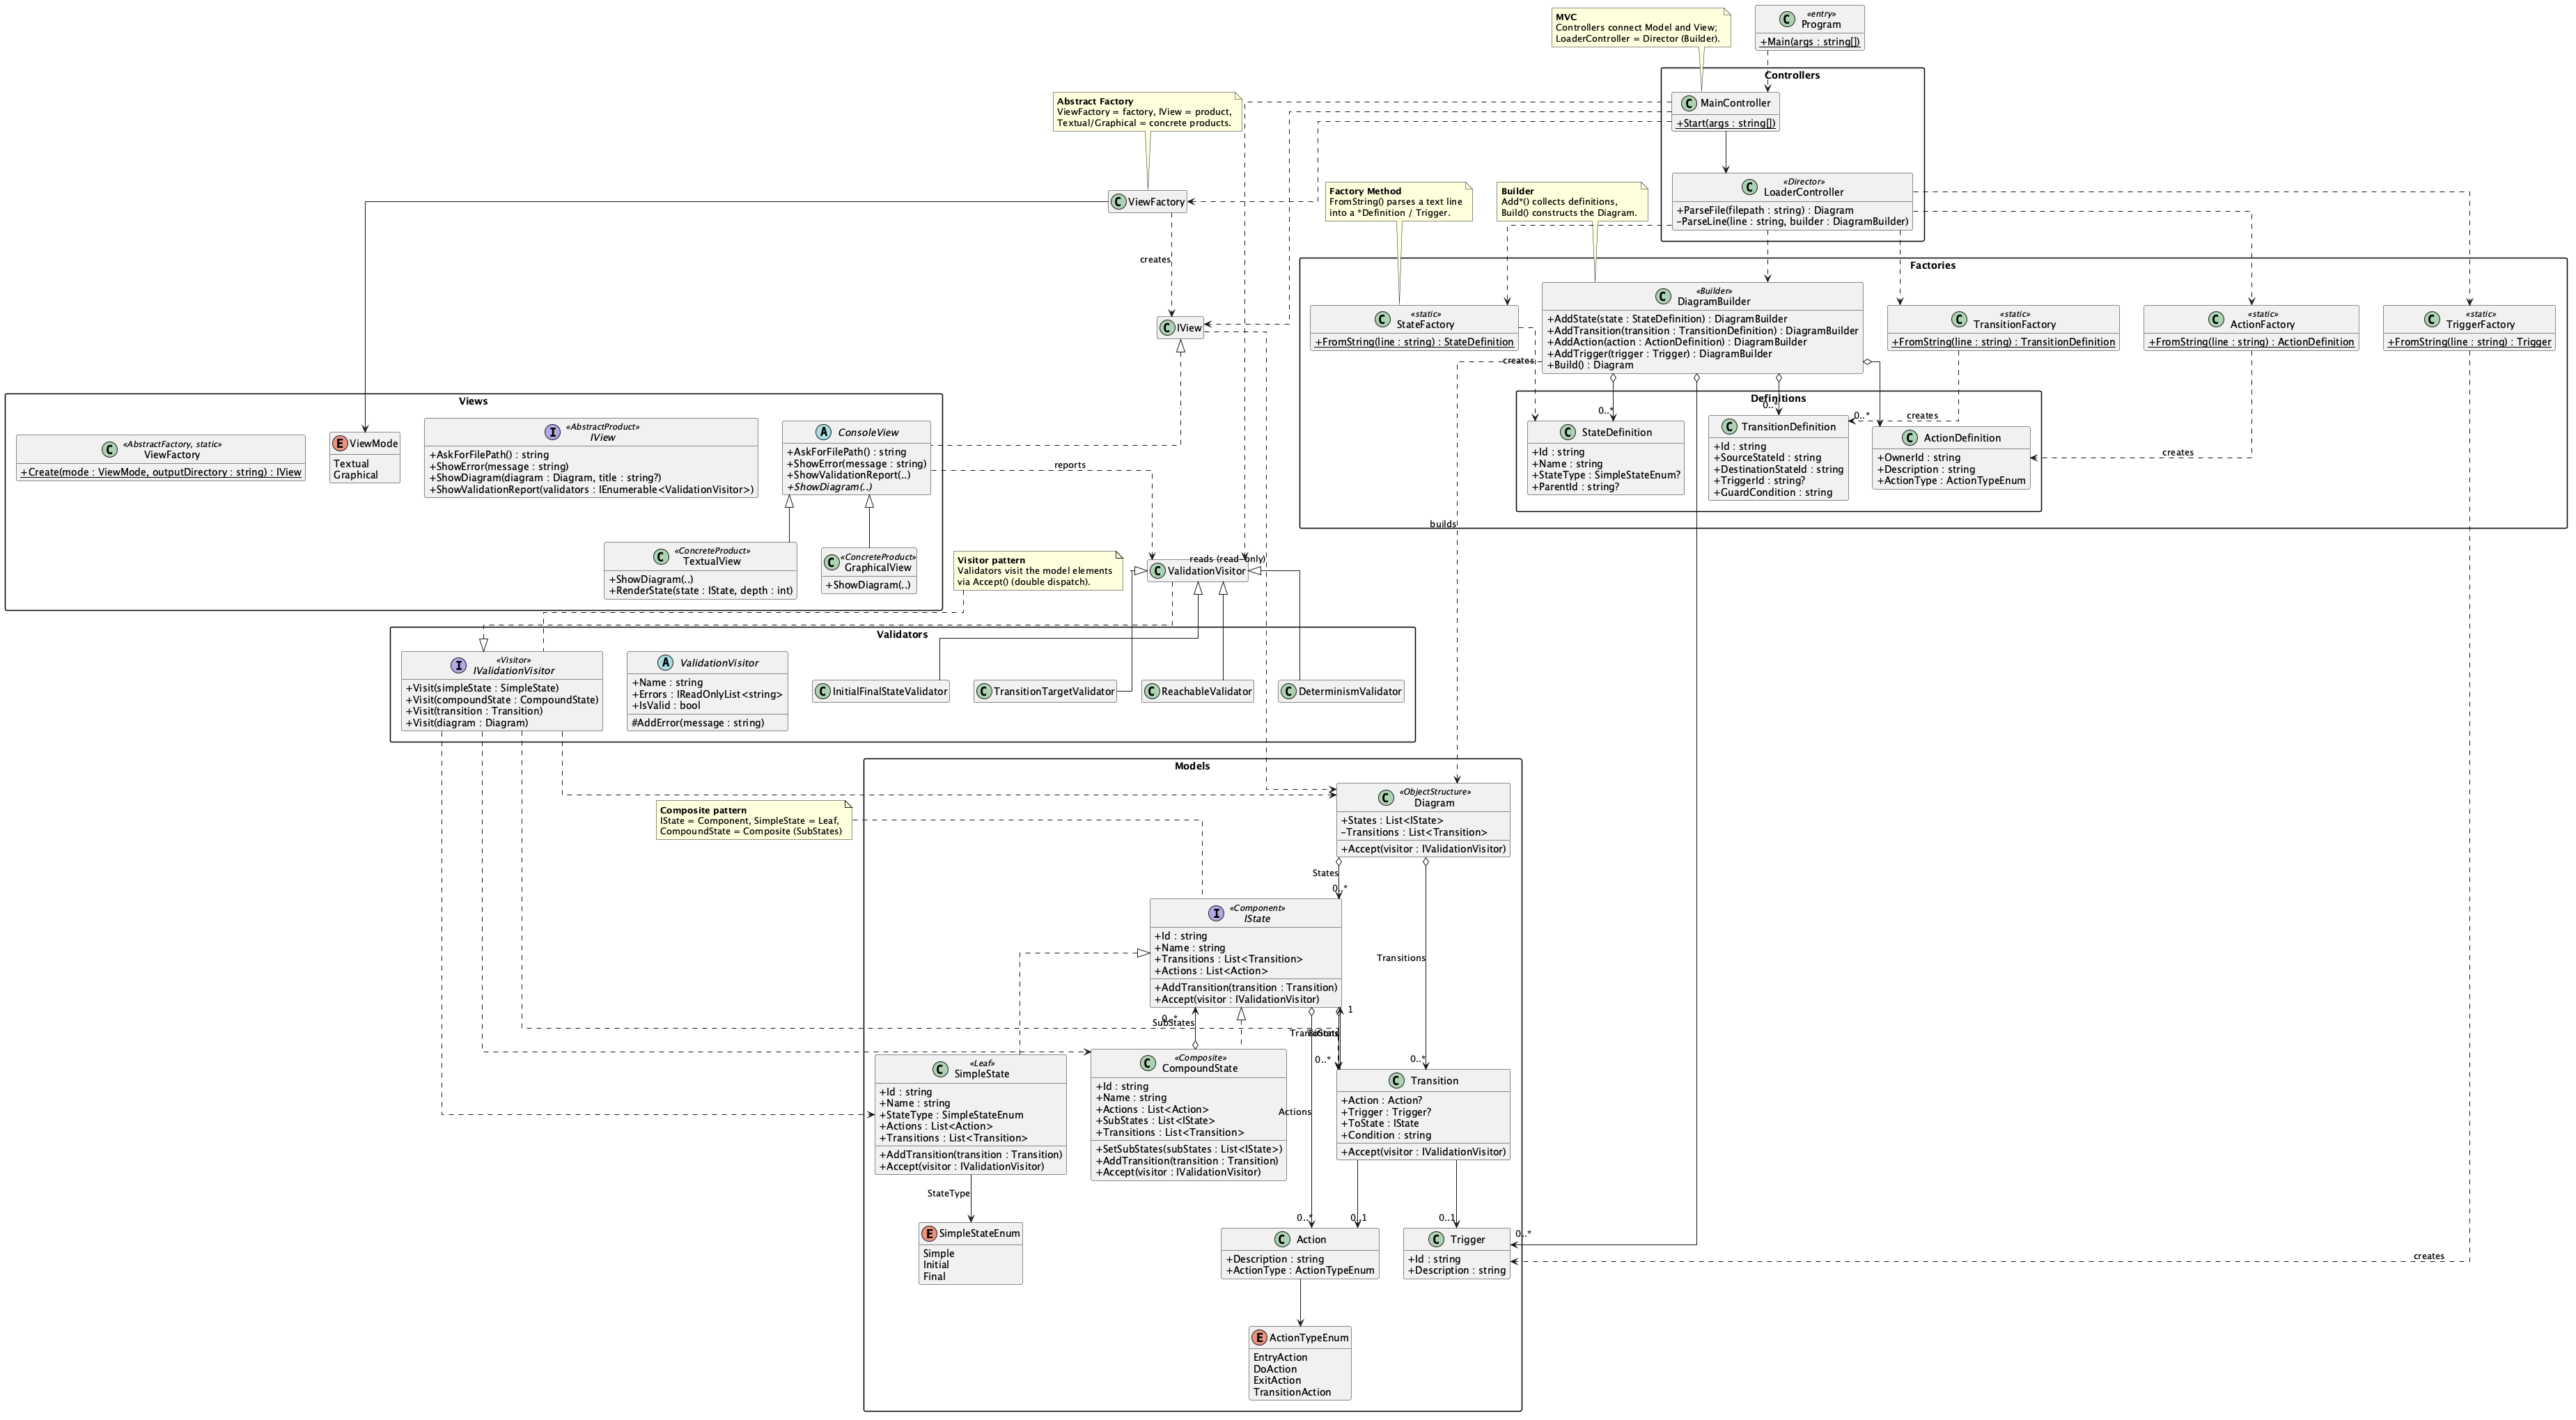 MVC
Controllers connect Model and View;
LoaderController = Director (Builder).
«entry»
Program
+Main(args : string[])
Controllers
MainController
+Start(args : string[])
Abstract Factory
ViewFactory = factory, IView = product,
Textual/Graphical = concrete products.
«Director»
LoaderController
+ParseFile(filepath : string) : Diagram
-ParseLine(line : string, builder : DiagramBuilder)
Factory Method
FromString() parses a text line
into a *Definition / Trigger.
Builder
Add*() collects definitions,
Build() constructs the Diagram.
ViewFactory
creates
IView
Factories
«static»
StateFactory
+FromString(line : string) : StateDefinition
«Builder»
DiagramBuilder
+AddState(state : StateDefinition) : DiagramBuilder
+AddTransition(transition : TransitionDefinition) : DiagramBuilder
+AddAction(action : ActionDefinition) : DiagramBuilder
+AddTrigger(trigger : Trigger) : DiagramBuilder
+Build() : Diagram
«static»
TransitionFactory
+FromString(line : string) : TransitionDefinition
«static»
ActionFactory
+FromString(line : string) : ActionDefinition
«static»
TriggerFactory
+FromString(line : string) : Trigger
creates
Definitions
0..*
0..*
0..*
creates
creates
StateDefinition
+Id : string
+Name : string
+StateType : SimpleStateEnum?
+ParentId : string?
TransitionDefinition
+Id : string
+SourceStateId : string
+DestinationStateId : string
+TriggerId : string?
+GuardCondition : string
ActionDefinition
+OwnerId : string
+Description : string
+ActionType : ActionTypeEnum
builds
Views
«AbstractFactory, static»
ViewFactory
+Create(mode : ViewMode, outputDirectory : string) : IView
ViewMode
Textual
Graphical
«AbstractProduct»
IView
+AskForFilePath() : string
+ShowError(message : string)
+ShowDiagram(diagram : Diagram, title : string?)
+ShowValidationReport(validators : IEnumerable<ValidationVisitor>)
ConsoleView
+AskForFilePath() : string
+ShowError(message : string)
+ShowValidationReport(..)
+ShowDiagram(..)
reports
«ConcreteProduct»
TextualView
+ShowDiagram(..)
+RenderState(state : IState, depth : int)
«ConcreteProduct»
GraphicalView
+ShowDiagram(..)
Visitor pattern
Validators visit the model elements
via Accept() (double dispatch).
reads (read-only)
ValidationVisitor
Validators
«Visitor»
IValidationVisitor
+Visit(simpleState : SimpleState)
+Visit(compoundState : CompoundState)
+Visit(transition : Transition)
+Visit(diagram : Diagram)
ValidationVisitor
+Name : string
+Errors : IReadOnlyList<string>
+IsValid : bool
#AddError(message : string)
InitialFinalStateValidator
TransitionTargetValidator
ReachableValidator
DeterminismValidator
Models
Composite pattern
IState = Component, SimpleState = Leaf,
CompoundState = Composite (SubStates)
«ObjectStructure»
Diagram
+States : List<IState>
-Transitions : List<Transition>
+Accept(visitor : IValidationVisitor)
States
0..*
«Component»
IState
+Id : string
+Name : string
+Transitions : List<Transition>
+Actions : List<Action>
+AddTransition(transition : Transition)
+Accept(visitor : IValidationVisitor)
Transitions
0..*
SubStates
1
0..*
0..*
«Leaf»
SimpleState
+Id : string
+Name : string
+StateType : SimpleStateEnum
+Actions : List<Action>
+Transitions : List<Transition>
+AddTransition(transition : Transition)
+Accept(visitor : IValidationVisitor)
«Composite»
CompoundState
+Id : string
+Name : string
+Actions : List<Action>
+SubStates : List<IState>
+Transitions : List<Transition>
+SetSubStates(subStates : List<IState>)
+AddTransition(transition : Transition)
+Accept(visitor : IValidationVisitor)
Actions
Transition
+Action : Action?
+Trigger : Trigger?
+ToState : IState
+Condition : string
+Accept(visitor : IValidationVisitor)
StateType
0..*
0..1
0..1
0..*
SimpleStateEnum
Simple
Initial
Final
Action
+Description : string
+ActionType : ActionTypeEnum
Trigger
+Id : string
+Description : string
creates
ActionTypeEnum
EntryAction
DoAction
ExitAction
TransitionAction